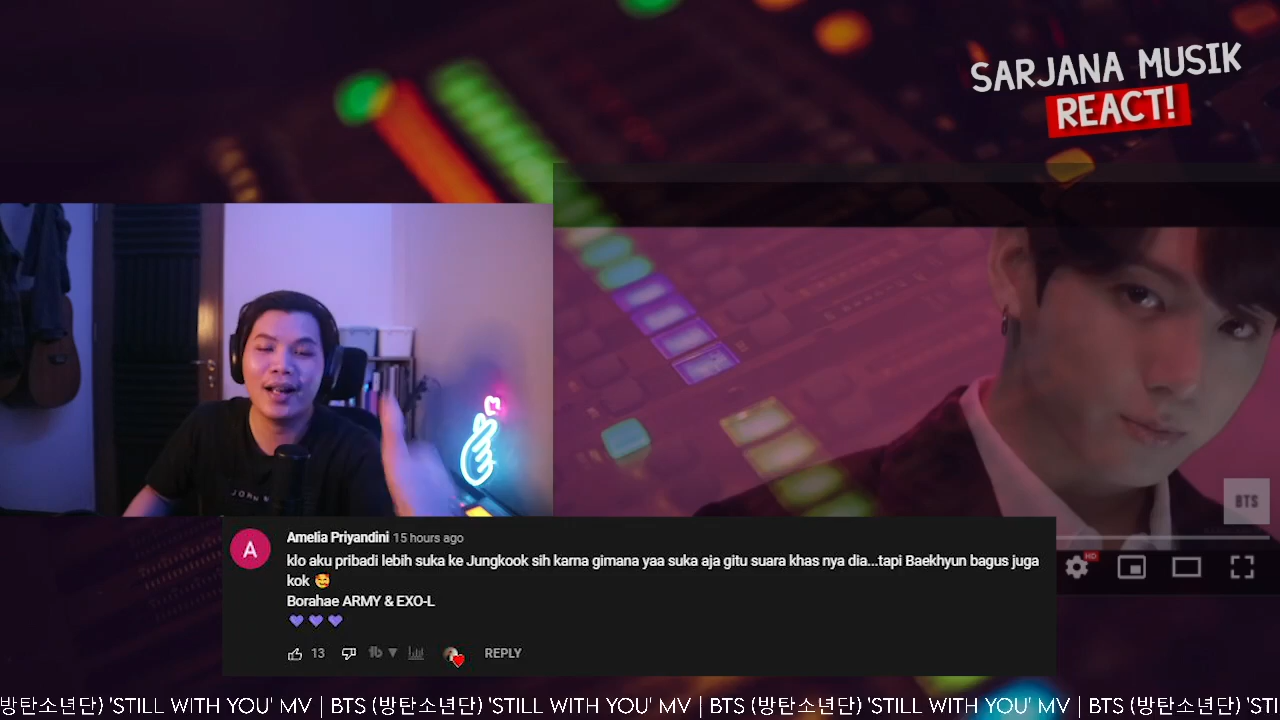 SARJANA MUSIK
REACT!
JOHN
BTS
HD
A
Amelia Priyandini 15 hours ago
klo aku pribadi lebih suka ke Jungkook sih karna gimana yaa suka aja gitu suara khas nya dia...tapi Baekhyun bagus juga
kok 🥰
Borahae ARMY & EXO-L
💜 💜 💜
13
REPLY
방탄소년단) 'STILL WITH YOU' MV | BTS (방탄소년단) 'STILL WITH YOU' MV | BTS (방탄소년단) 'STILL WITH YOU' MV | BTS (방탄소년단) 'STI